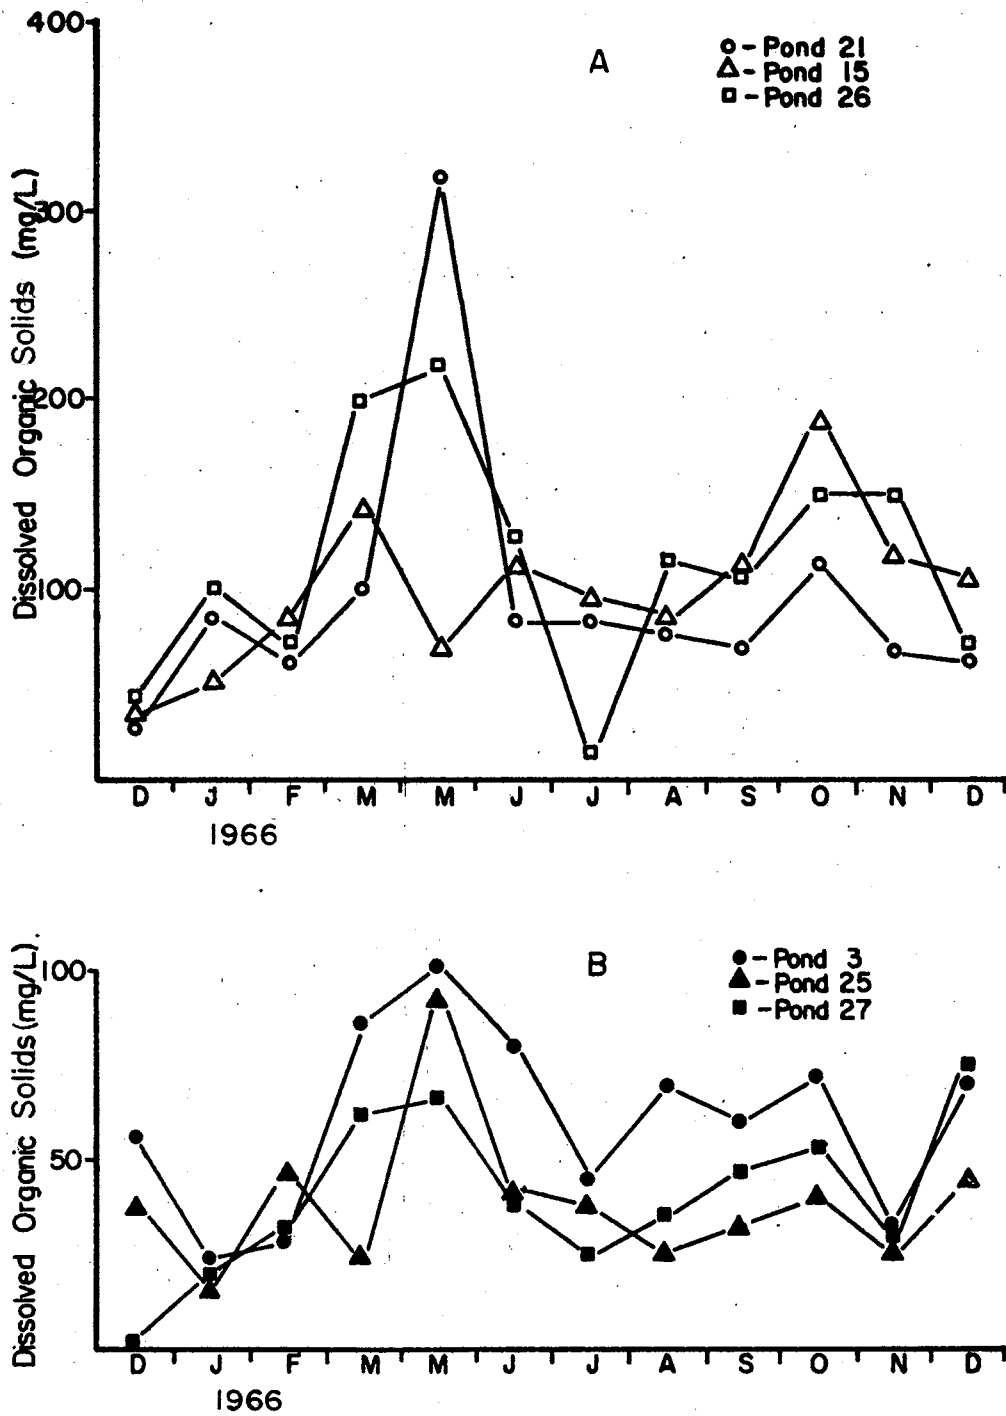 400
A
o - Pond 21
△ - Pond 15
□ - Pond 26
Dissolved Organic Solids (mg/L)
300
200
100
D J F M M J J A S O N D
1966
B
● - Pond 3
▲ - Pond 25
■ - Pond 27
Dissolved Organic Solids (mg/L)
100
50
D J F M M J J A S O N D
1966